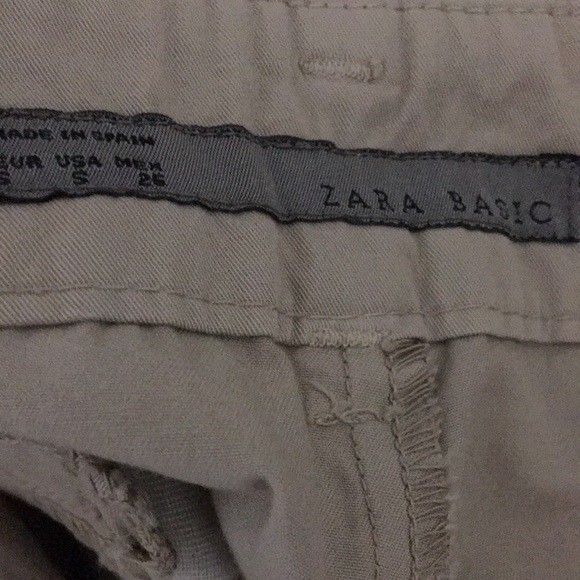 MADE IN SPAIN
EUR USA MEX
S S 26
ZARA BASIC